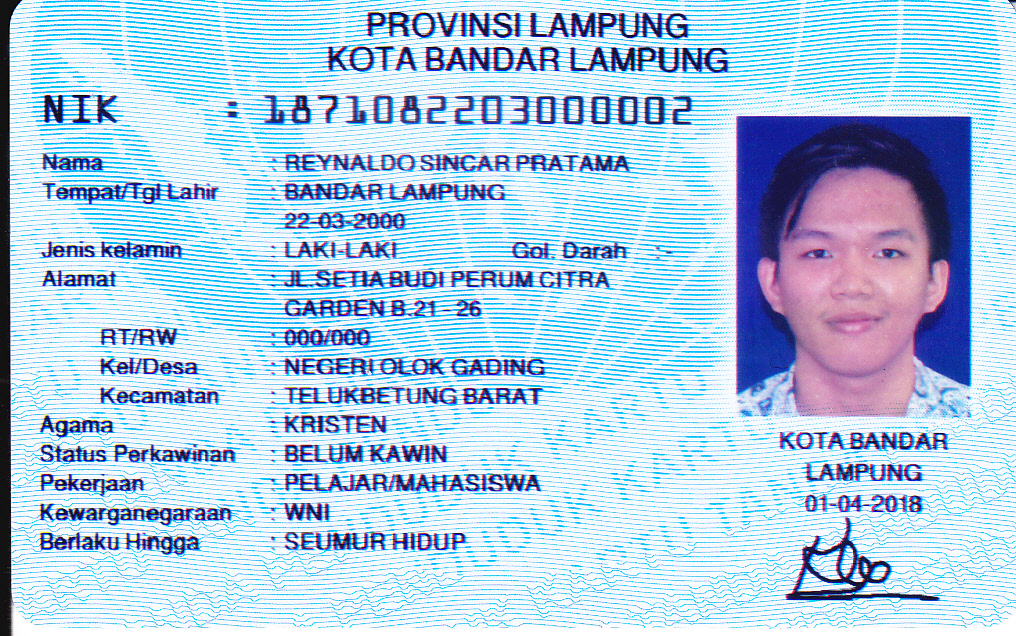 PROVINSI LAMPUNG
KOTA BANDAR LAMPUNG
NIK : 1871082203000002
Nama : REYNALDO SINCAR PRATAMA
Tempat/Tgl Lahir : BANDAR LAMPUNG
22-03-2000
Jenis kelamin : LAKI-LAKI Gol. Darah : -
Alamat : JL.SETIA BUDI PERUM CITRA
GARDEN B.21 - 26
RT/RW : 000/000
Kel/Desa : NEGERI OLOK GADING
Kecamatan : TELUKBETUNG BARAT
Agama : KRISTEN
Status Perkawinan : BELUM KAWIN
Pekerjaan : PELAJAR/MAHASISWA
Kewarganegaraan : WNI
Berlaku Hingga : SEUMUR HIDUP
KOTA BANDAR
LAMPUNG
01-04-2018